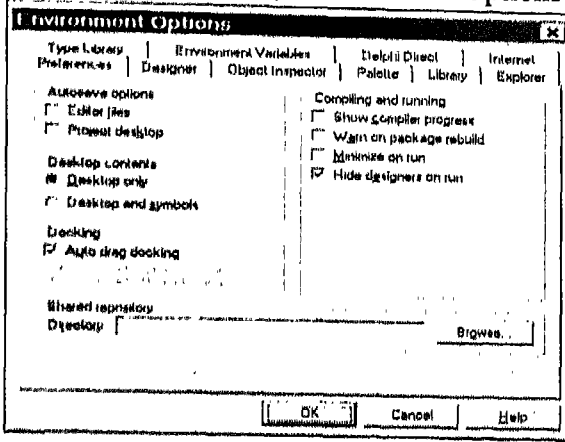 Environment Options
Type Library Environment Variables Delphi Direct Internet
Preferences Designer Object Inspector Palette Library Explorer
Autosave options
Editor files
Project desktop
Desktop contents
Desktop only
Desktop and symbols
Docking
Auto drag docking
Shared repository
Directory
Browse...
Compiling and running
Show compiler progress
Warn on package rebuild
Minimize on run
Hide designers on run
OK Cancel Help